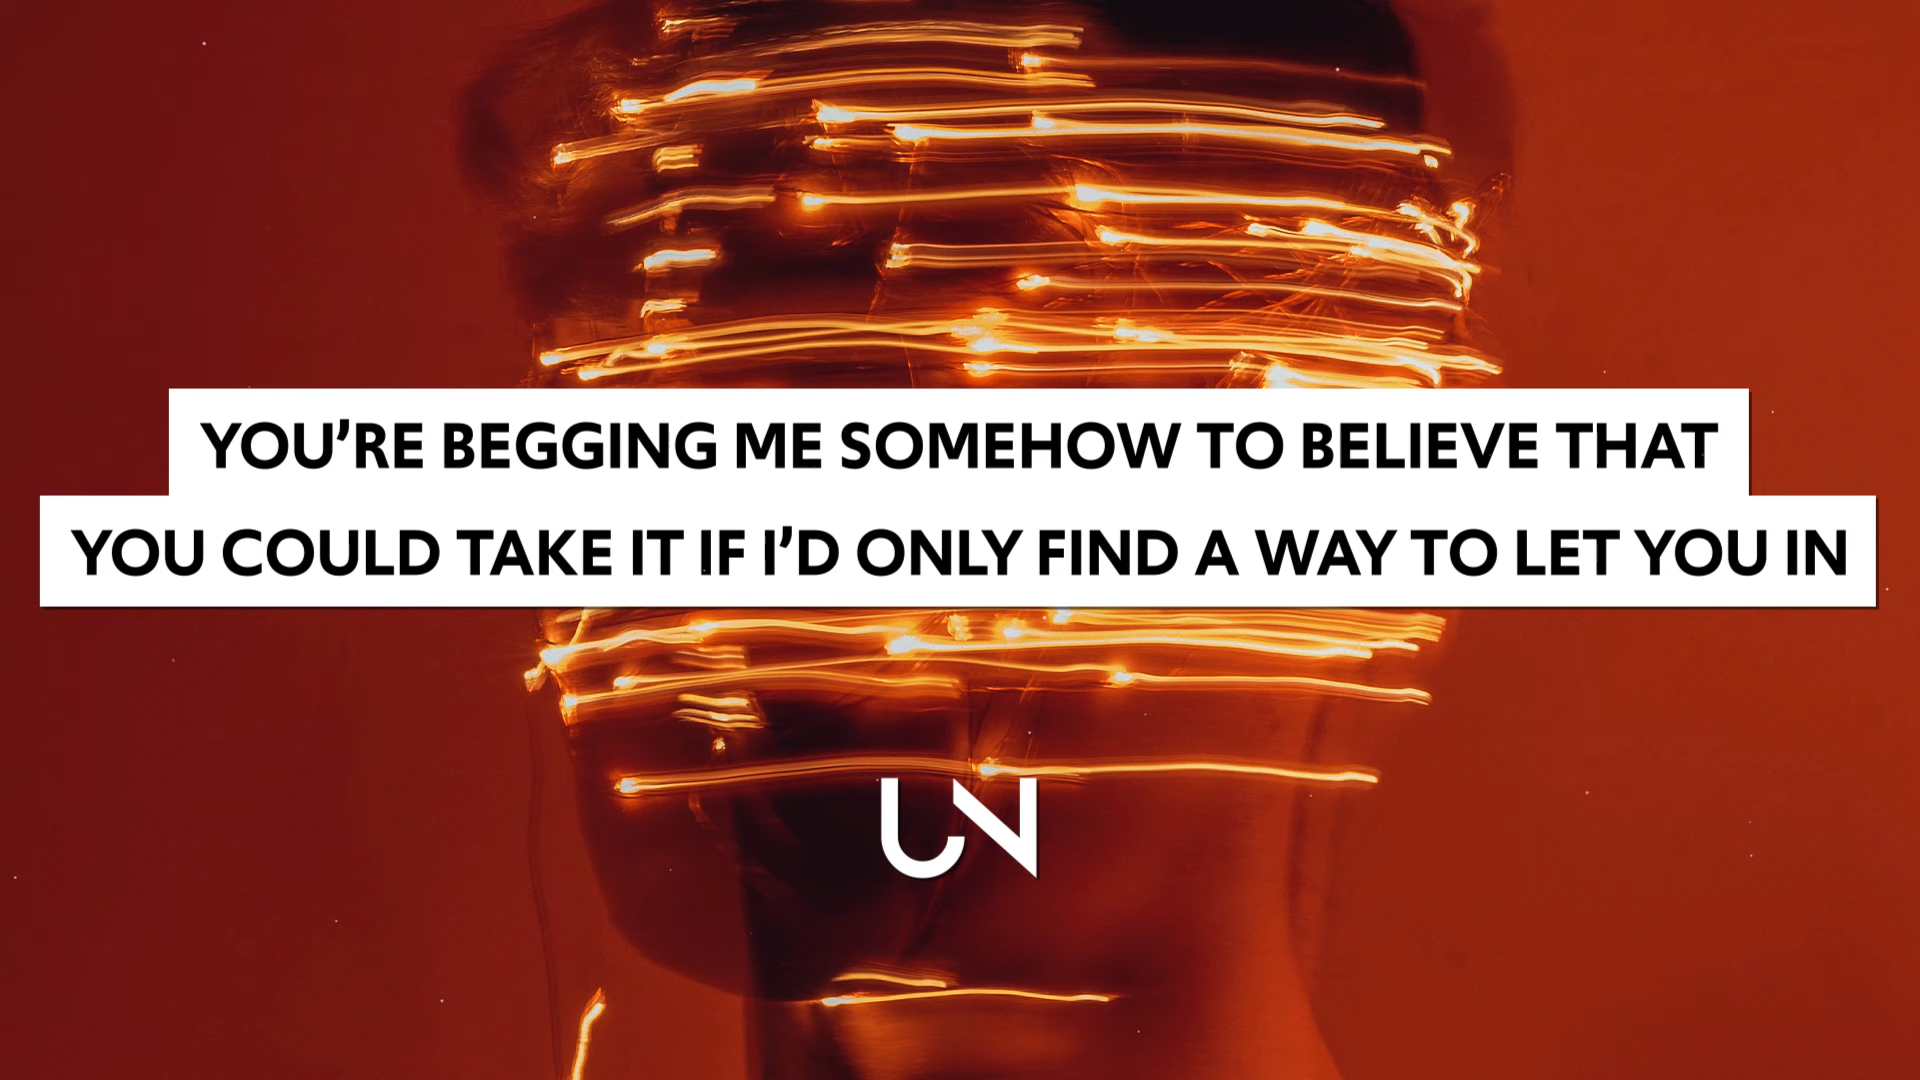 YOU’RE BEGGING ME SOMEHOW TO BELIEVE THAT
YOU COULD TAKE IT IF I’D ONLY FIND A WAY TO LET YOU IN
UN